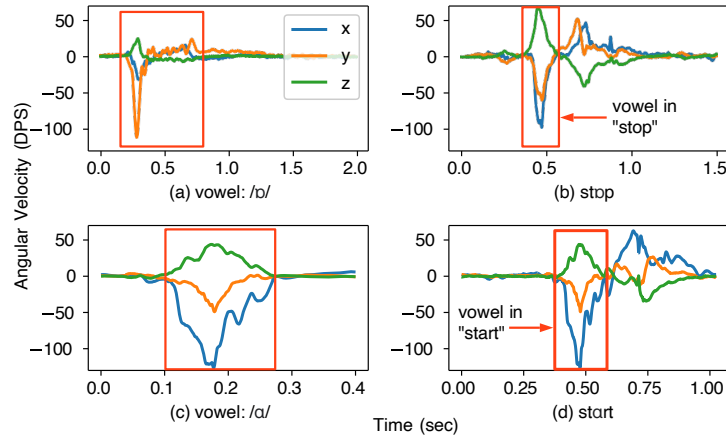 Angular Velocity (DPS)
50
0
−50
−100
x
y
z
0.0 0.5 1.0 1.5 2.0
(a) vowel: /ɒ/
50
0
−50
−100
vowel in
"stop"
0.0 0.5 1.0 1.5
(b) stɒp
50
0
−50
−100
0.0 0.1 0.2 0.3 0.4
(c) vowel: /ɑ/
50
0
−50
−100
vowel in
"start"
0.00 0.25 0.50 0.75 1.00
(d) stɑrt
Time (sec)